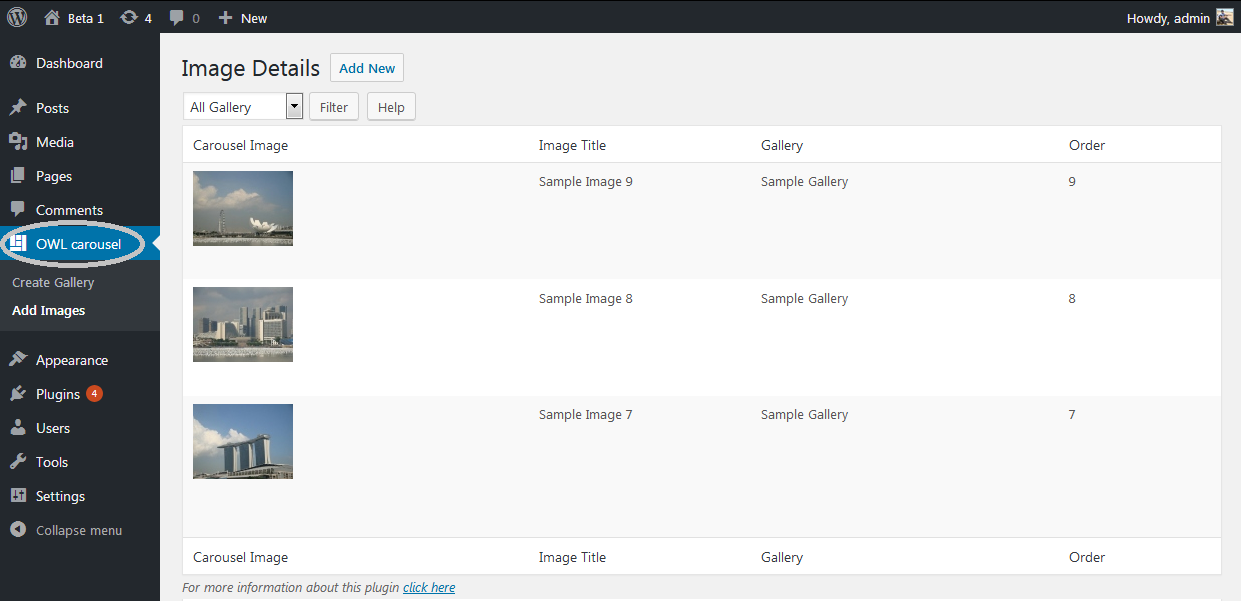 Beta 1 4 0 New Howdy, admin
Dashboard
Posts
Media
Pages
Comments
OWL carousel
Create Gallery
Add Images
Appearance
Plugins 4
Users
Tools
Settings
Collapse menu
Image Details Add New
All Gallery Filter Help
Carousel Image Image Title Gallery Order
Sample Image 9 Sample Gallery 9
Sample Image 8 Sample Gallery 8
Sample Image 7 Sample Gallery 7
Carousel Image Image Title Gallery Order
For more information about this plugin click here